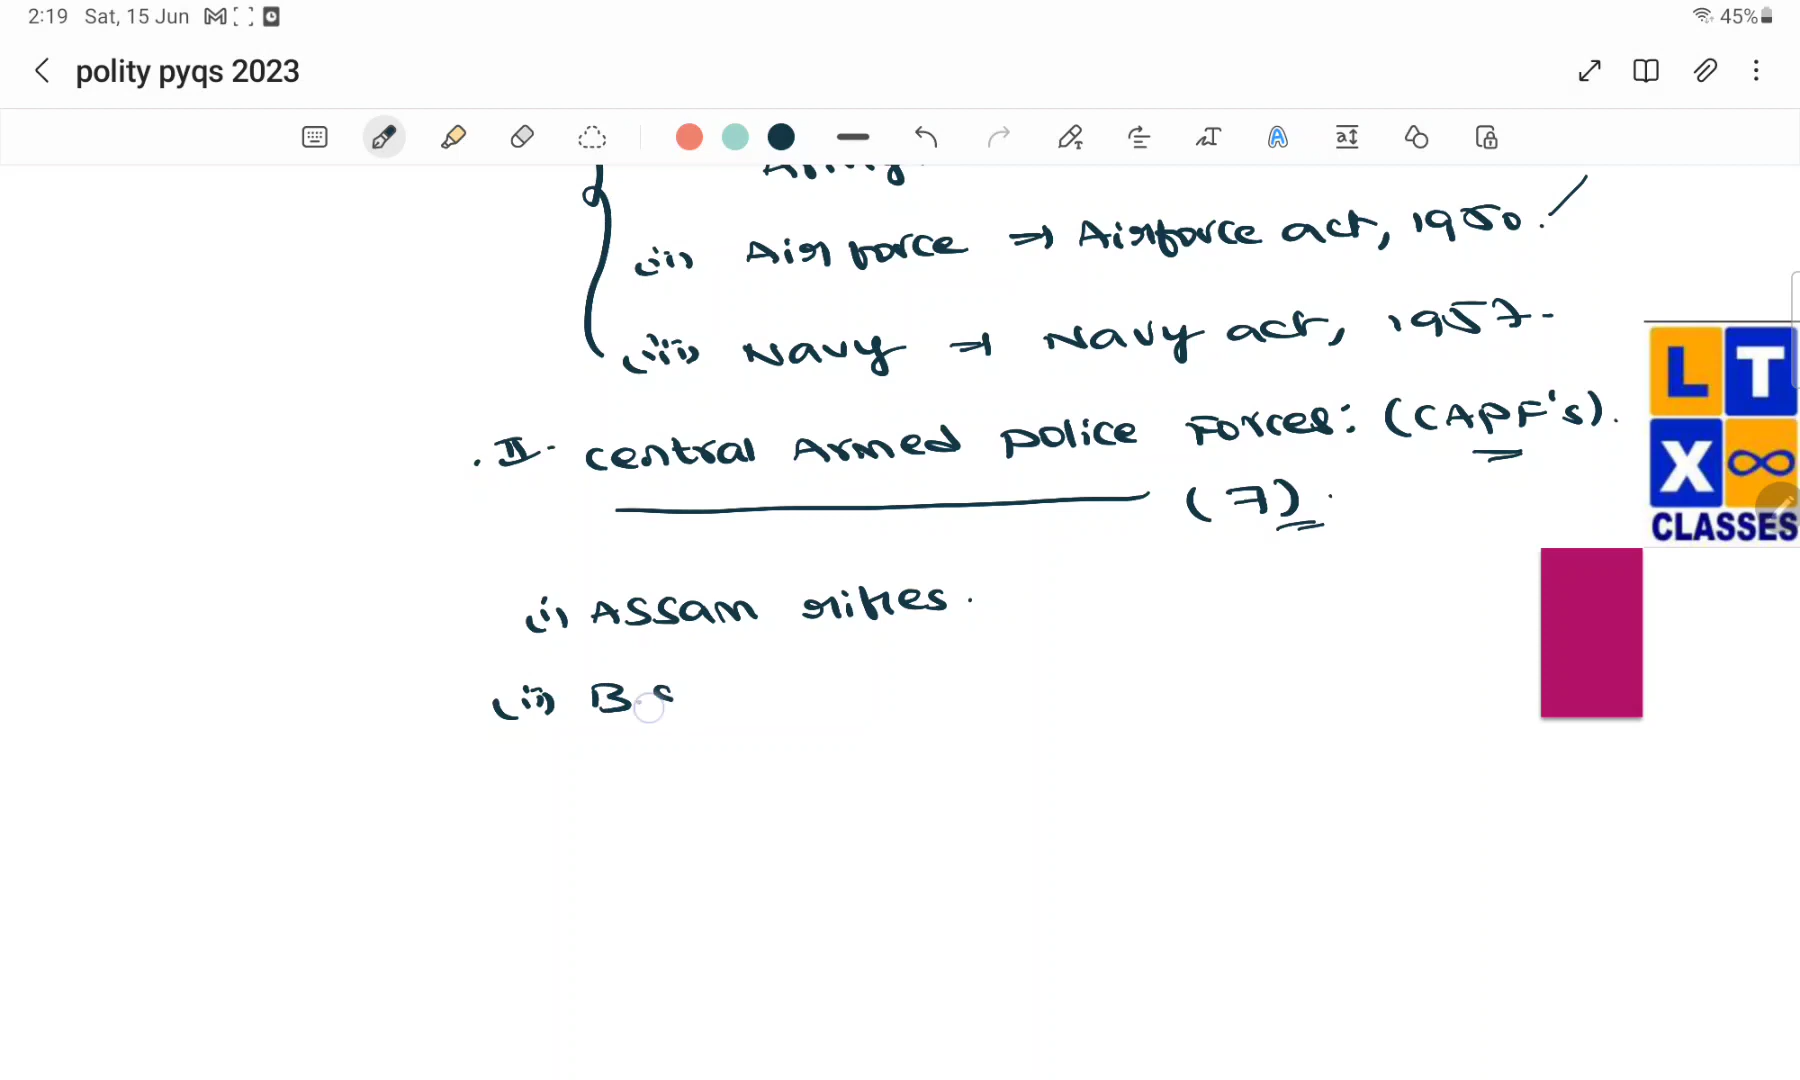 2:19 Sat, 15 Jun 45%
polity pyqs 2023
(ii) Air force → Airforce act, 1950.
(iii) Navy → Navy act, 1957-
II. central Armed police Forces: (CAPF's).
(7).
LTX∞
CLASSES
(i) ASSam rifles.
(ii) B.S